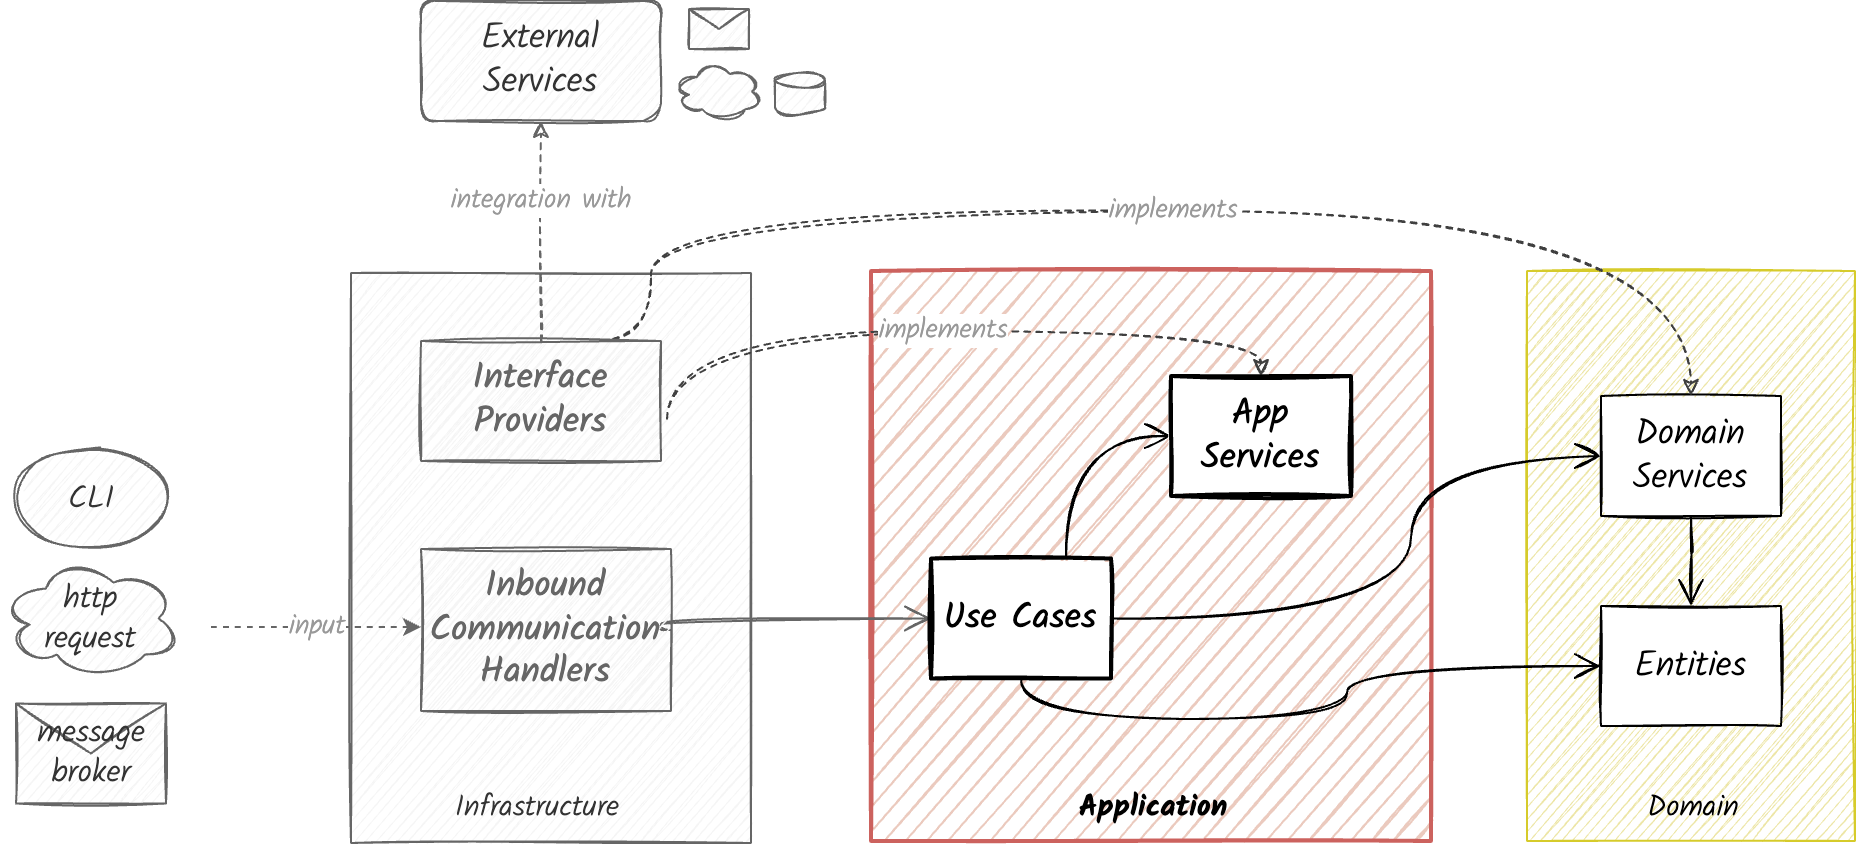 External
Services
integration with
implements
implements
Interface
Providers
App
Services
Domain
Services
CLI
http
request
input
Inbound
Communication
Handlers
Use Cases
Entities
message
broker
Infrastructure
Application
Domain